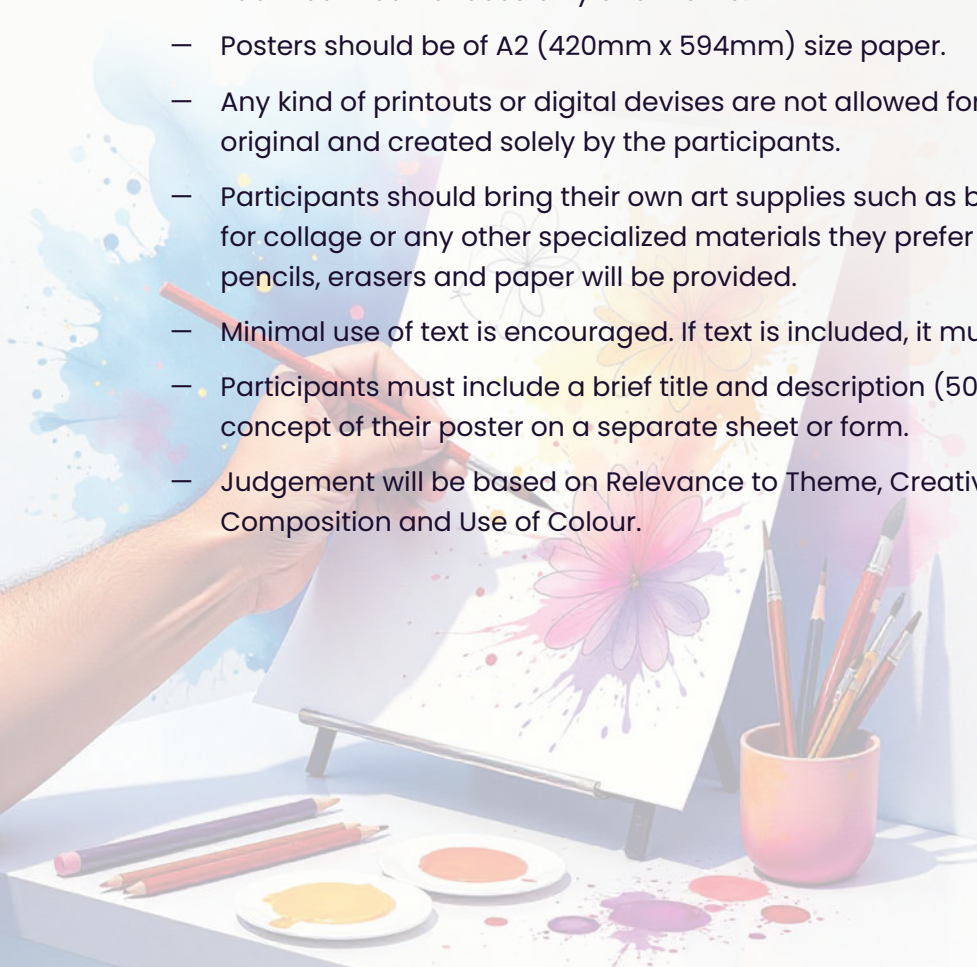 — Posters should be of A2 (420mm x 594mm) size paper.
— Any kind of printouts or digital devises are not allowed for
original and created solely by the participants.
— Participants should bring their own art supplies such as
for collage or any other specialized materials they prefer
pencils, erasers and paper will be provided.
— Minimal use of text is encouraged. If text is included, it
— Participants must include a brief title and description (50
concept of their poster on a separate sheet or form.
— Judgement will be based on Relevance to Theme,
Composition and Use of Colour.